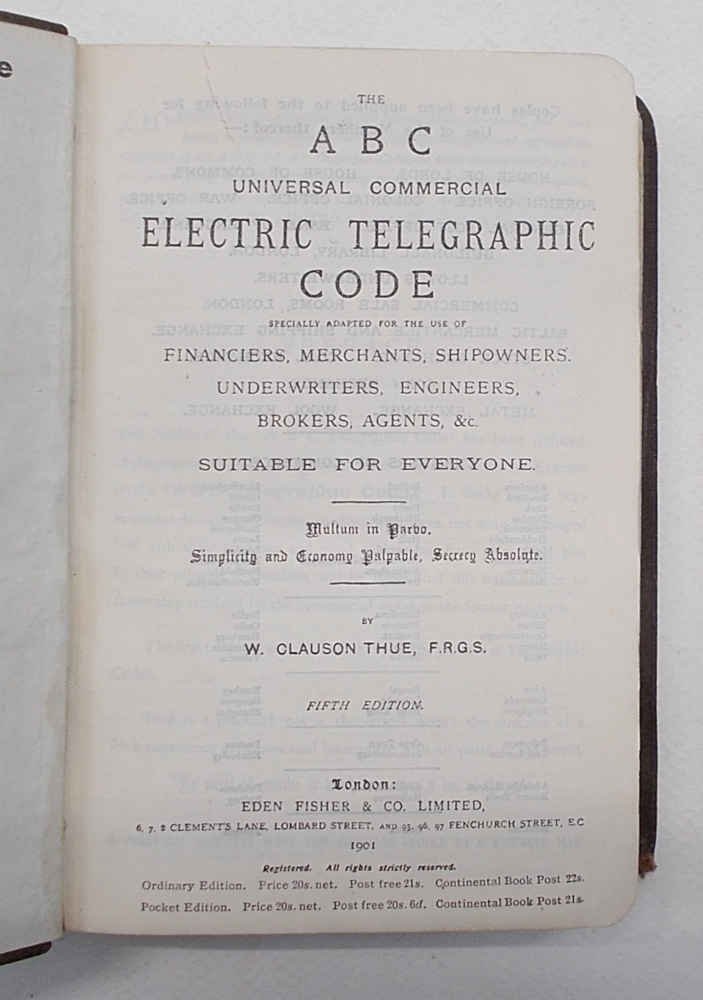 e
THE
A B C
UNIVERSAL COMMERCIAL
ELECTRIC TELEGRAPHIC
CODE
SPECIALLY ADAPTED FOR THE USE OF
FINANCIERS, MERCHANTS, SHIPOWNERS.
UNDERWRITERS, ENGINEERS,
BROKERS, AGENTS, &c.
SUITABLE FOR EVERYONE.
Multum in Parvo.
Simplicity and Economy Palpable, Secrecy Absolute.
BY
W. CLAUSON THUE, F.R.G.S.
FIFTH EDITION.
London:
EDEN FISHER & CO. LIMITED,
6, 7, 8 CLEMENT'S LANE, LOMBARD STREET, AND 95, 96, 97 FENCHURCH STREET, E.C
1901
Registered. All rights strictly reserved.
Ordinary Edition. Price 20s. net. Post free 21s. Continental Book Post 22s.
Pocket Edition. Price 20s. net. Post free 20s. 6d. Continental Book Post 21s.